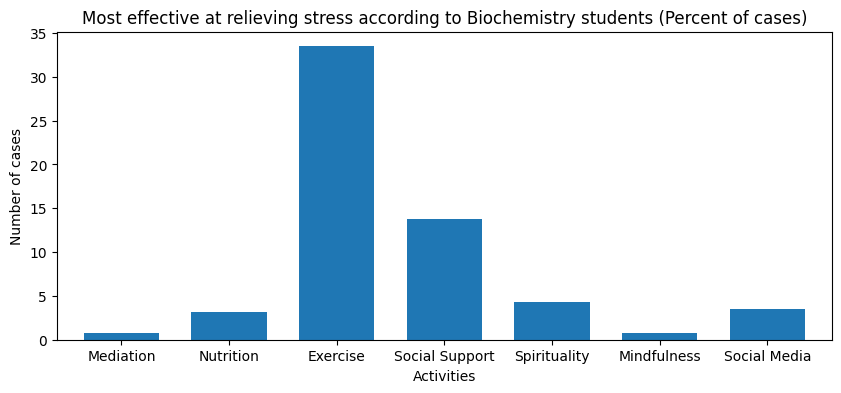 Most effective at relieving stress according to Biochemistry students (Percent of cases)
35
30
25
20
15
10
5
0
Number of cases
Mediation Nutrition Exercise Social Support Spirituality Mindfulness Social Media
Activities